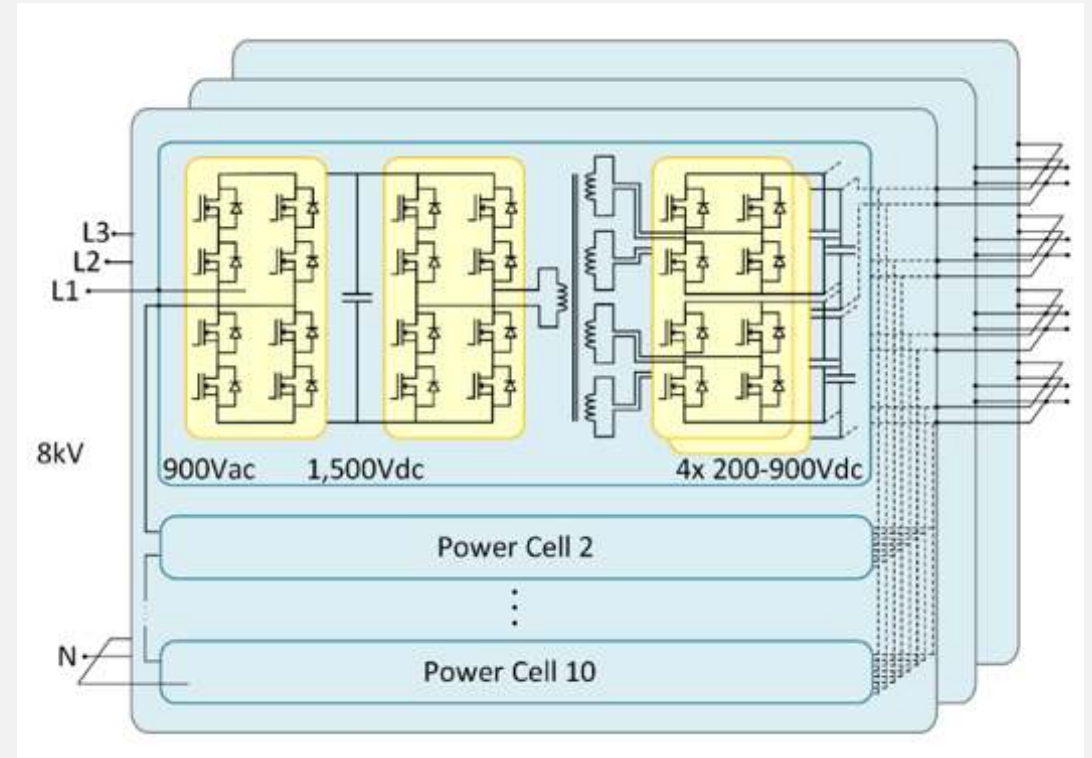 L3
L2
L1
8kV
900Vac
1,500Vdc
4x 200-900Vdc
Power Cell 2
N
Power Cell 10